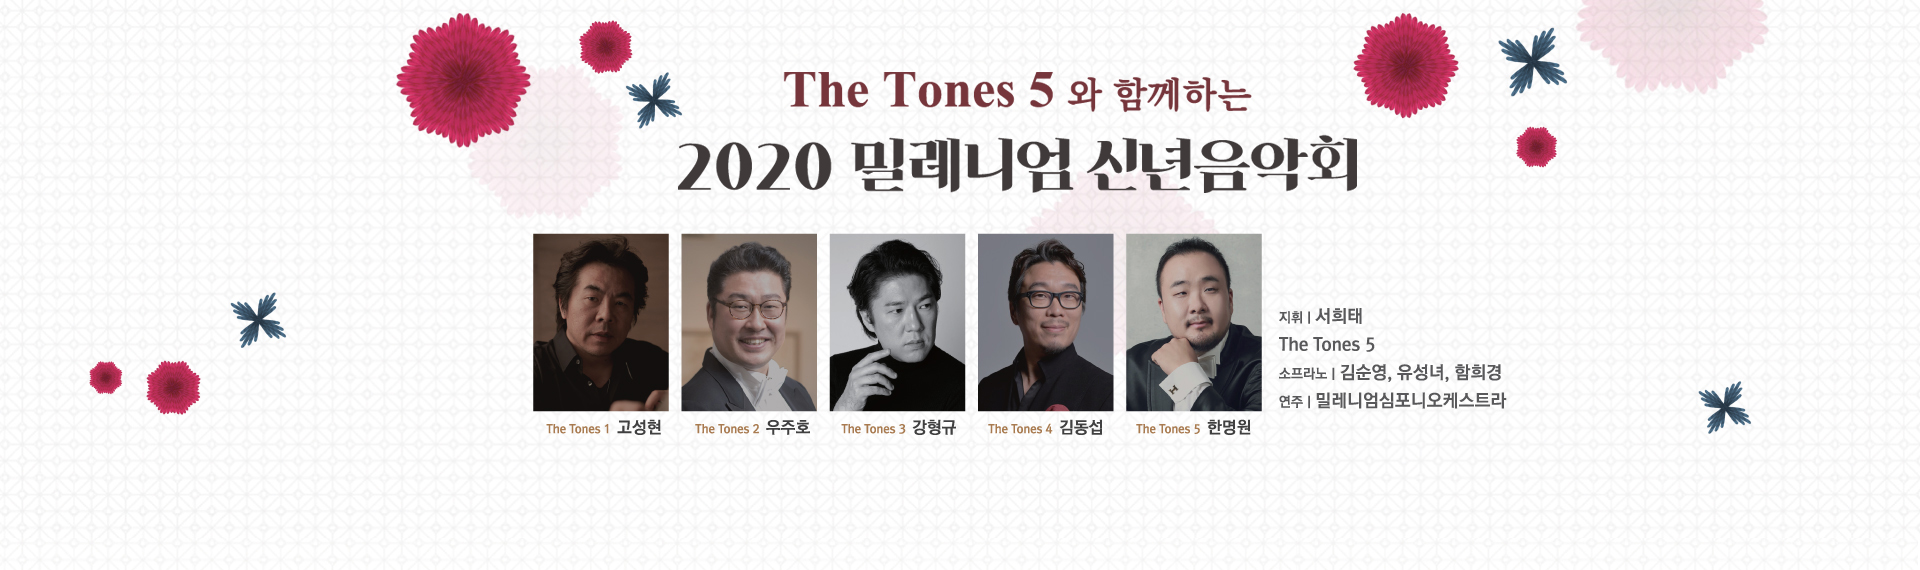 The Tones 5 와 함께하는
2020 밀레니엄 신년음악회
The Tones 1 고성현
The Tones 2 우주호
The Tones 3 강형규
The Tones 4 김동섭
The Tones 5 한명원
지휘 | 서희태
The Tones 5
소프라노 | 김순영, 유성녀, 함희경
연주 | 밀레니엄심포니오케스트라